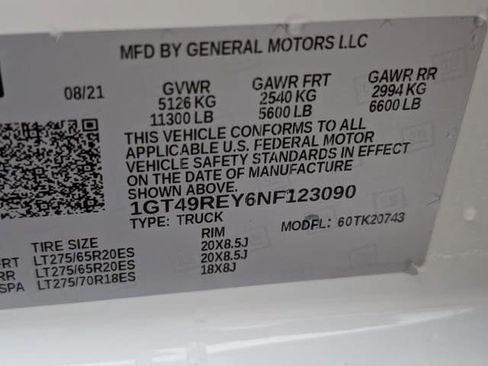 MFD BY GENERAL MOTORS LLC
08/21 GVWR GAWR FRT GAWR RR
5126 KG 2540 KG 2994 KG
11300 LB 5600 LB 6600 LB
THIS VEHICLE CONFORMS TO ALL
APPLICABLE U.S. FEDERAL MOTOR
VEHICLE SAFETY STANDARDS IN EFFECT
ON THE DATE OF MANUFACTURE
1GT49REY6NF123090
TYPE: TRUCK MODEL: 60TK20743
TIRE SIZE RIM
FRT LT275/65R20ES 20X8.5J
RR LT275/65R20ES 20X8.5J
SPA LT275/70R18ES 18X8J